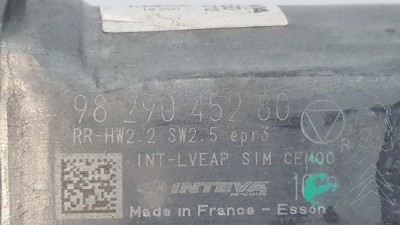 98 290 452 80
RR-HW2.2 SW2.5 epr3
INT-LVEAP SIM CEM00
INTEVA
PRODUCTS
Made in France - Esson